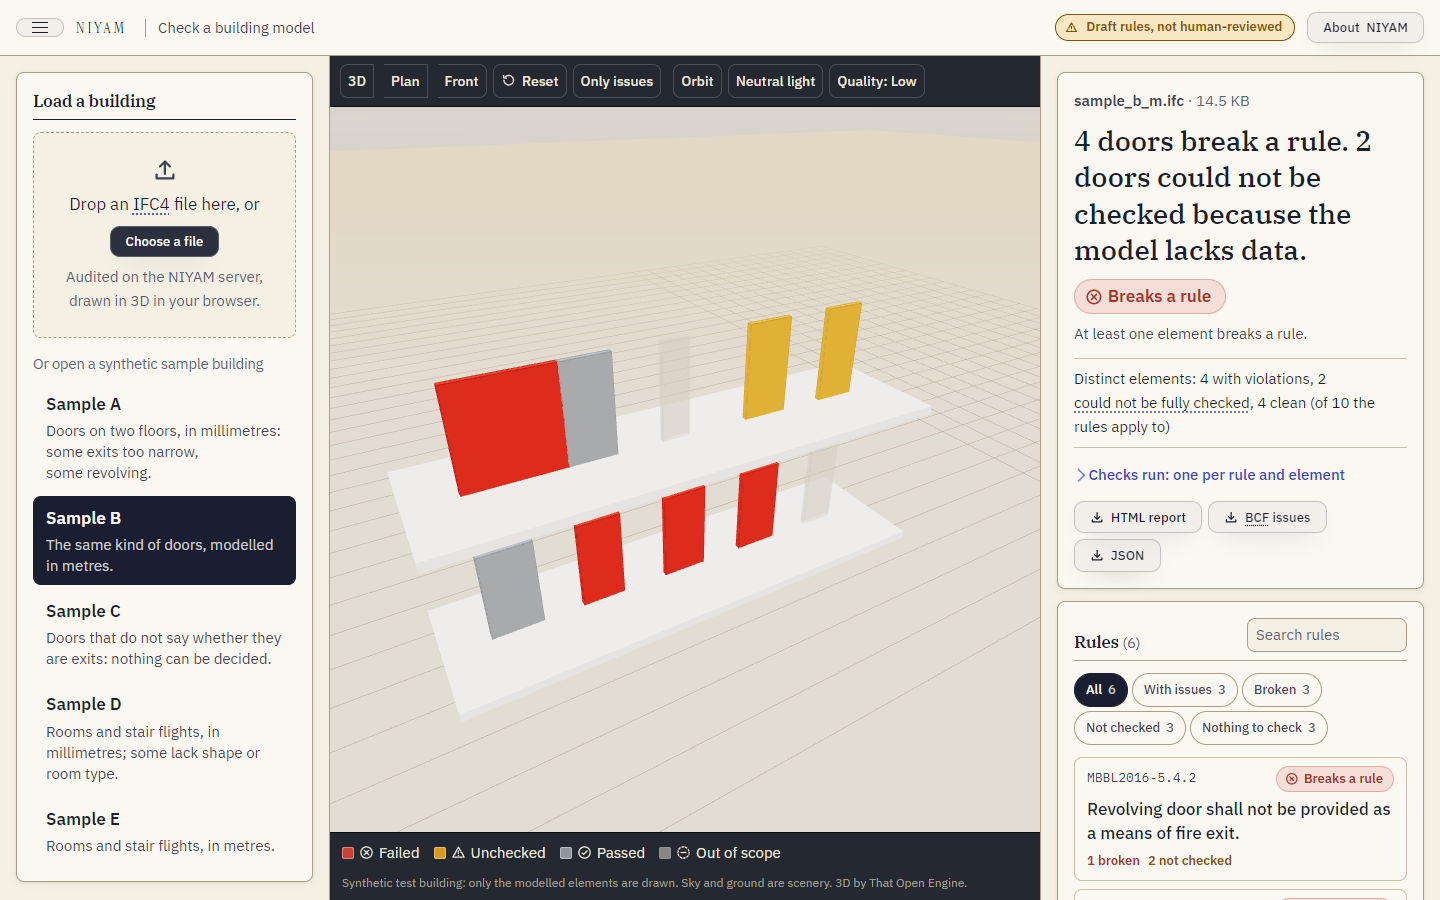 NIYAM
Check a building model
Draft rules, not human-reviewed
About NIYAM
Load a building
Drop an IFC4 file here, or
Choose a file
Audited on the NIYAM server,
drawn in 3D in your browser.
Or open a synthetic sample building
Sample A
Doors on two floors, in millimetres:
some exits too narrow,
some revolving.
Sample B
The same kind of doors, modelled
in metres.
Sample C
Doors that do not say whether they
are exits: nothing can be decided.
Sample D
Rooms and stair flights, in
millimetres; some lack shape or
room type.
Sample E
Rooms and stair flights, in metres.
3D
Plan
Front
Reset
Only issues
Orbit
Neutral light
Quality: Low
Failed
Unchecked
Passed
Out of scope
Synthetic test building: only the modelled elements are drawn. Sky and ground are scenery. 3D by That Open Engine.
sample_b_m.ifc · 14.5 KB
4 doors break a rule. 2
doors could not be
checked because the
model lacks data.
Breaks a rule
At least one element breaks a rule.
Distinct elements: 4 with violations, 2
could not be fully checked, 4 clean (of 10 the
rules apply to)
Checks run: one per rule and element
HTML report
BCF issues
JSON
Rules (6)
Search rules
All 6
With issues 3
Broken 3
Not checked 3
Nothing to check 3
MBBL2016-5.4.2
Breaks a rule
Revolving door shall not be provided as
a means of fire exit.
1 broken 2 not checked